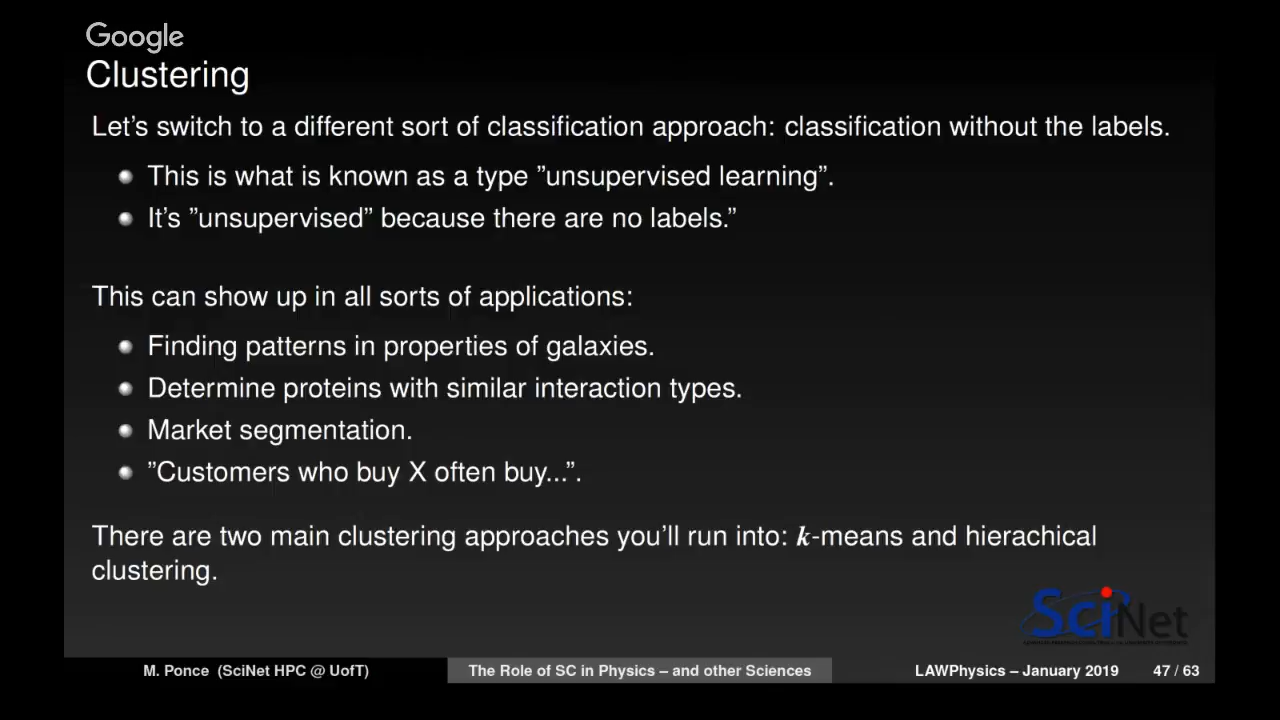 Google
Clustering
Let's switch to a different sort of classification approach: classification without the labels.
This is what is known as a type ”unsupervised learning”.
It's ”unsupervised” because there are no labels.”
This can show up in all sorts of applications:
Finding patterns in properties of galaxies.
Determine proteins with similar interaction types.
Market segmentation.
”Customers who buy X often buy...”.
There are two main clustering approaches you'll run into: k-means and hierachical
clustering.
SciNet
M. Ponce (SciNet HPC @ UofT)
The Role of SC in Physics – and other Sciences
LAWPhysics – January 2019
47 / 63